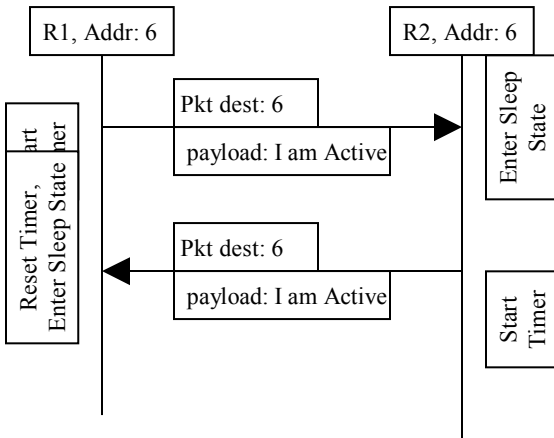 R1, Addr: 6
R2, Addr: 6
Pkt dest: 6
payload: I am Active
Enter Sleep
State
Reset Timer,
Enter Sleep State
Pkt dest: 6
payload: I am Active
Start
Timer